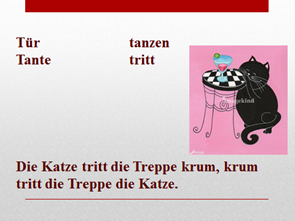 Tür tanzen
Tante tritt
Die Katze tritt die Treppe krum, krum
tritt die Treppe die Katze.